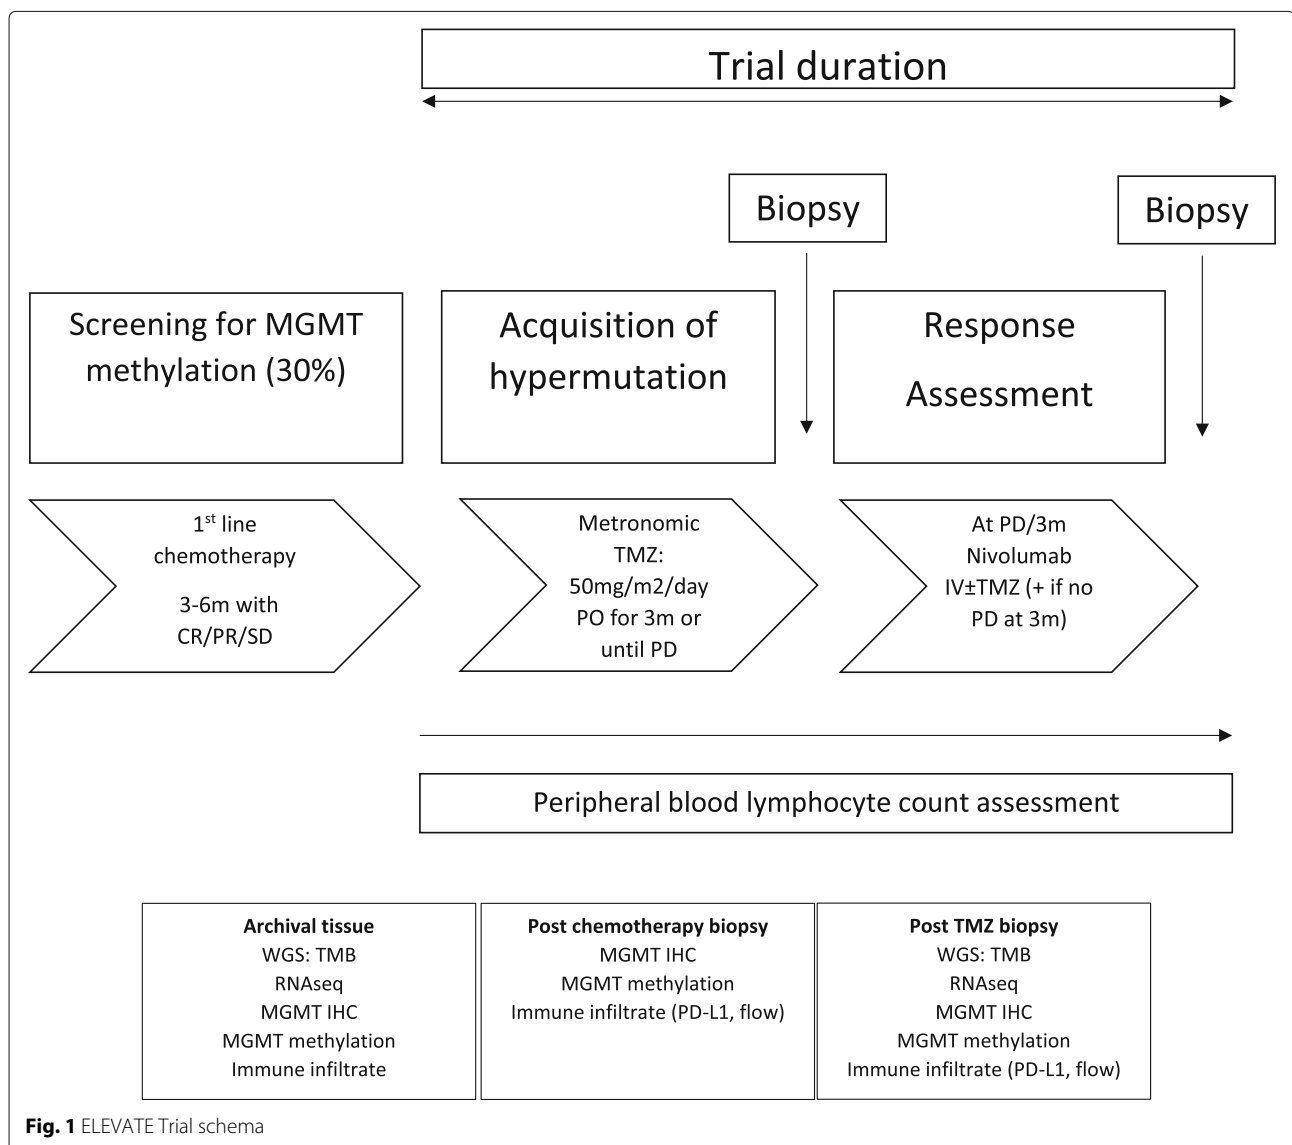 Trial duration
Biopsy
Biopsy
Screening for MGMT
methylation (30%)
Acquisition of
hypermutation
Response
Assessment
1st line
chemotherapy
3-6m with
CR/PR/SD
Metronomic
TMZ:
50mg/m2/day
PO for 3m or
until PD
At PD/3m
Nivolumab
IV±TMZ (+ if no
PD at 3m)
Peripheral blood lymphocyte count assessment
Archival tissue
WGS: TMB
RNAseq
MGMT IHC
MGMT methylation
Immune infiltrate
Post chemotherapy biopsy
MGMT IHC
MGMT methylation
Immune infiltrate (PD-L1, flow)
Post TMZ biopsy
WGS: TMB
RNAseq
MGMT IHC
MGMT methylation
Immune infiltrate (PD-L1, flow)
Fig. 1 ELEVATE Trial schema